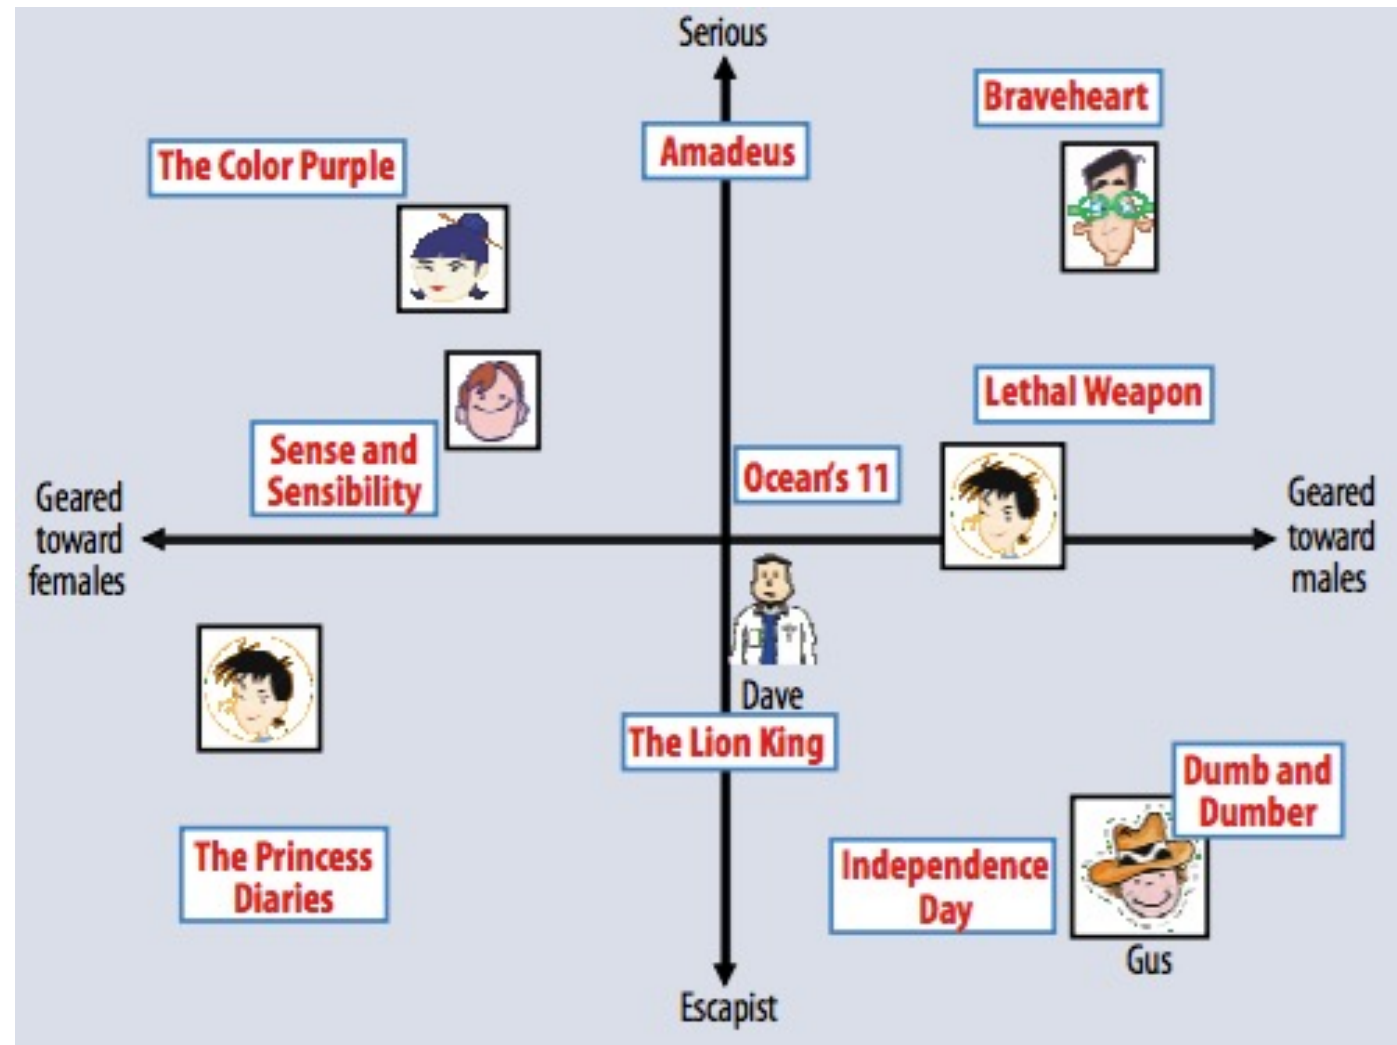 Serious
Braveheart
Amadeus
The Color Purple
Lethal Weapon
Sense and
Sensibility
Ocean's 11
Geared
toward
females
Geared
toward
males
Dave
The Lion King
Dumb and
Dumber
The Princess
Diaries
Independence
Day
Gus
Escapist